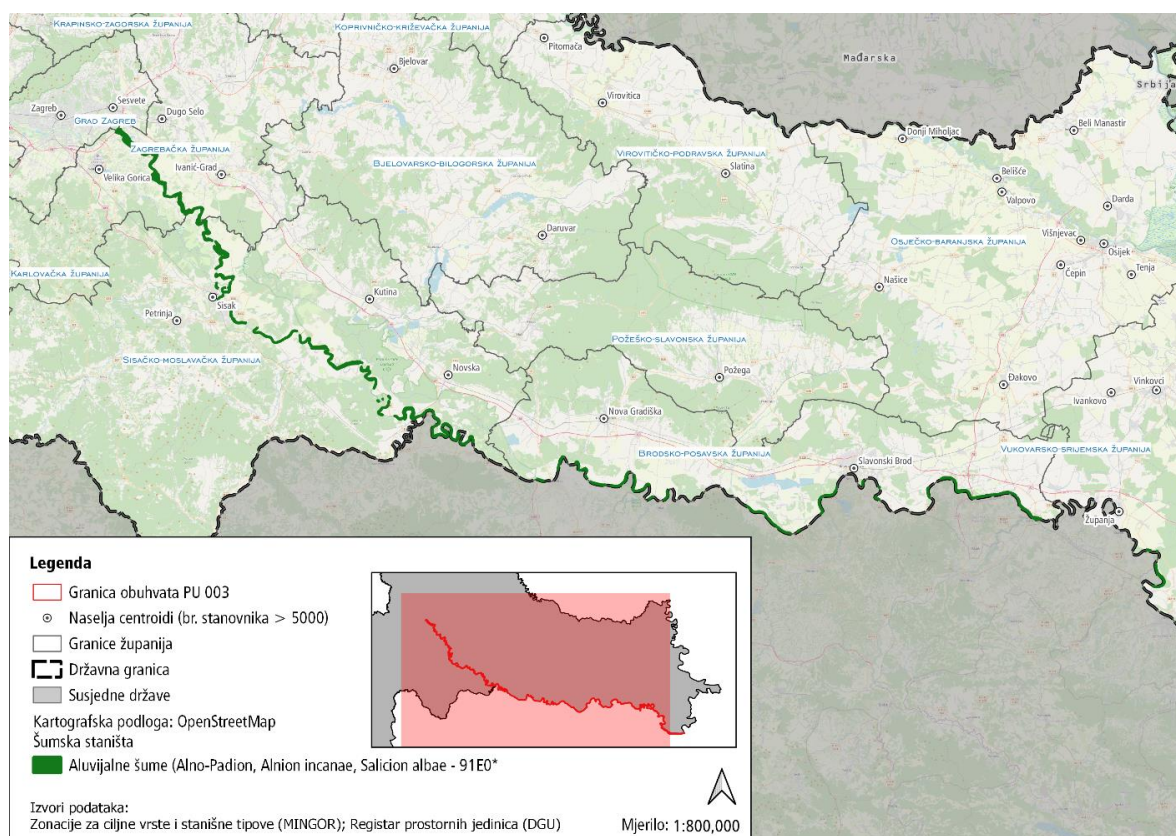 KRAPINSKO-ZAGORSKA ŽUPANIJA
KOPRIVNIČKO-KRIŽEVAČKA ŽUPANIJA
Pitomača
Mađarska
Bjelovar
Srbija
Zagreb
Sesvete
Dugo Selo
Virovitica
GRAD ZAGREB
Beli Manastir
Donji Miholjac
ZAGREBAČKA ŽUPANIJA
VIROVITIČKO-PODRAVSKA ŽUPANIJA
Velika Gorica
Ivanić-Grad
BJELOVARSKO-BILOGORSKA ŽUPANIJA
Slatina
Belišće
Valpovo
Darda
Daruvar
Višnjevac
OSJEČKO-BARANJSKA ŽUPANIJA
Osijek
Čepin
Tenja
KARLOVAČKA ŽUPANIJA
Našice
Sisak
Kutina
Petrinja
POŽEŠKO-SLAVONSKA ŽUPANIJA
SISAČKO-MOSLAVAČKA ŽUPANIJA
Novska
Požega
Đakovo
Vinkovci
Ivankovo
Nova Gradiška
BRODSKO-POSAVSKA ŽUPANIJA
VUKOVARSKO-SRIJEMSKA ŽUPANIJA
Slavonski Brod
Županja
Legenda
Granica obuhvata PU 003
Naselja centroidi (br. stanovnika > 5000)
Granice županija
Državna granica
Susjedne države
Kartografska podloga: OpenStreetMap
Šumska staništa
Aluvijalne šume (Alno-Padion, Alnion incanae, Salicion albae - 91E0*
Izvori podataka:
Zonacije za ciljne vrste i stanišne tipove (MINGOR); Registar prostornih jedinica (DGU)
Mjerilo: 1:800,000